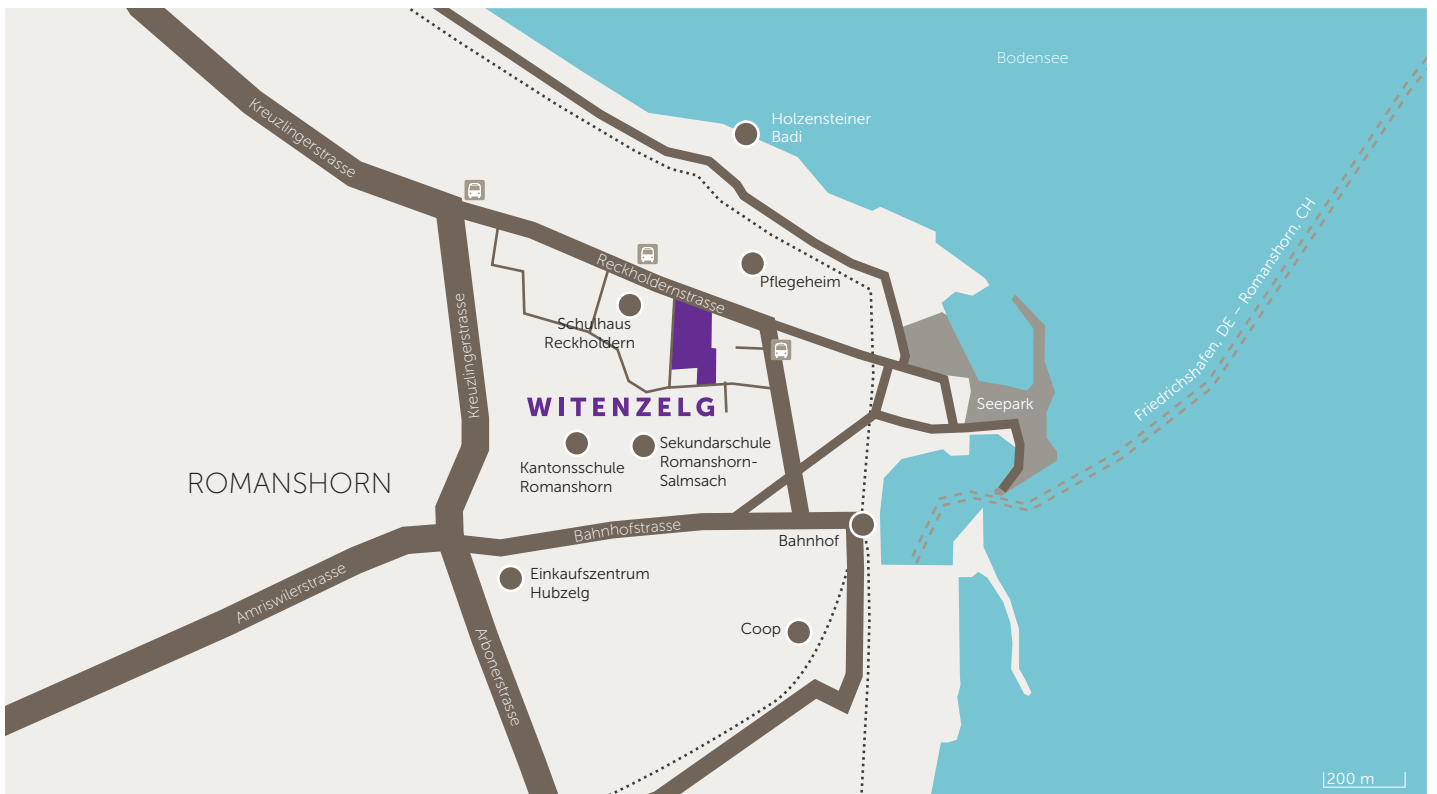 Bodensee
Holzensteiner
Badi
Kreuzlingerstrasse
Friedrichshafen, DE – Romanshorn, CH
Reckholdernstrasse
Pflegeheim
Schulhaus
Reckholdern
Kreuzlingerstrasse
WITENZELG
Seepark
Kantonsschule
Romanshorn
Sekundarschule
Romanshorn-
Salmsach
ROMANSHORN
Bahnhofstrasse
Bahnhof
Amriswilerstrasse
Einkaufszentrum
Hubzelg
Arbonerstrasse
Coop
200 m